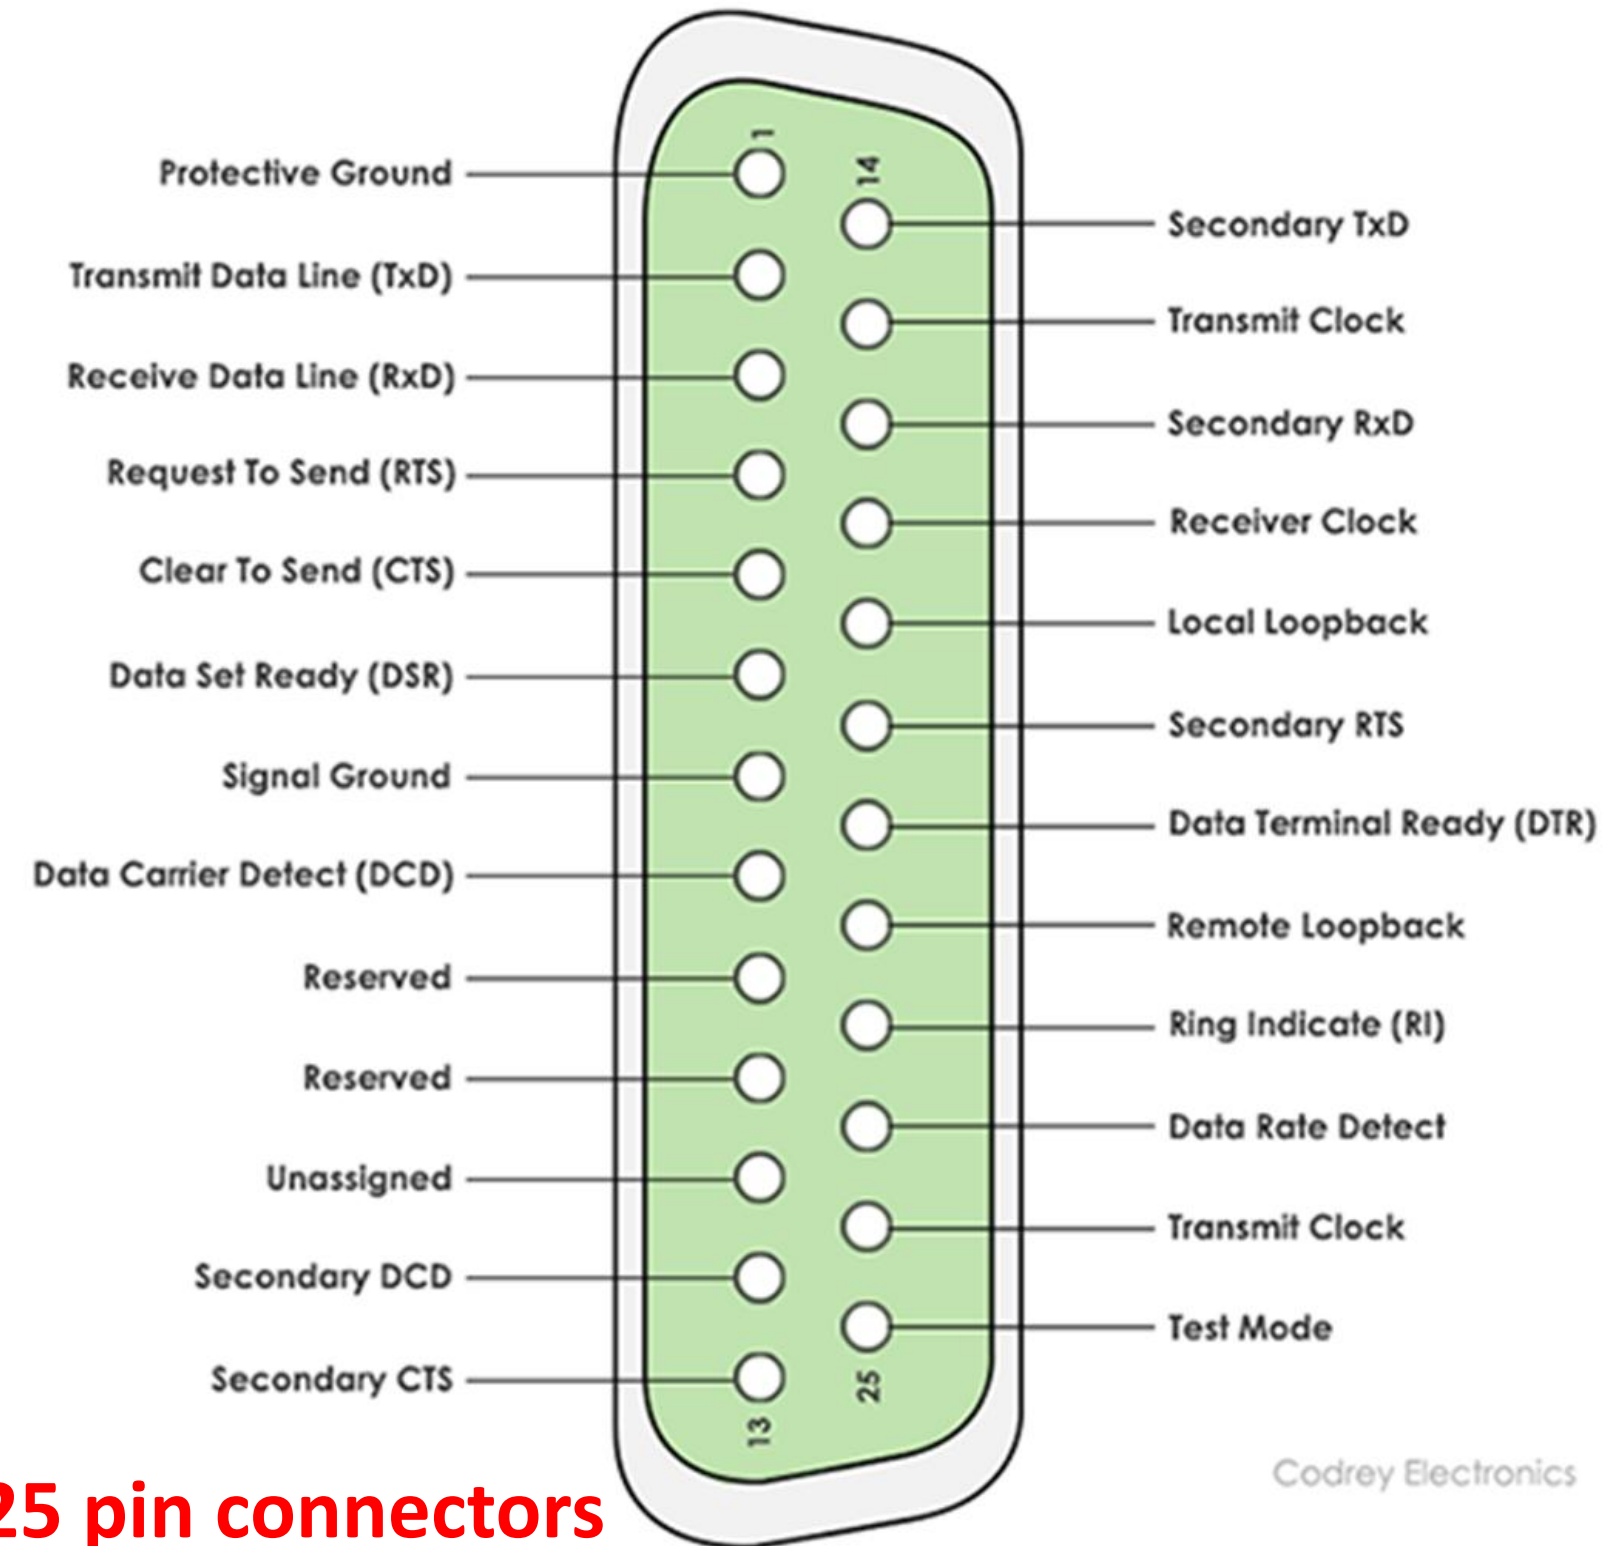 1
14
Protective Ground
Secondary TxD
Transmit Data Line (TxD)
Transmit Clock
Receive Data Line (RxD)
Secondary RxD
Request To Send (RTS)
Receiver Clock
Clear To Send (CTS)
Local Loopback
Data Set Ready (DSR)
Secondary RTS
Signal Ground
Data Terminal Ready (DTR)
Data Carrier Detect (DCD)
Remote Loopback
Reserved
Ring Indicate (RI)
Reserved
Data Rate Detect
Unassigned
Transmit Clock
Secondary DCD
Test Mode
Secondary CTS
25
13
Codrey Electronics
25 pin connectors